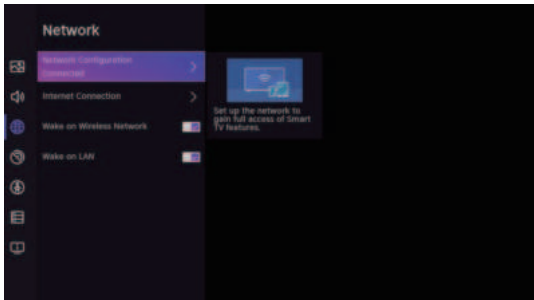 Network
Network Configuration
Connected
Internet Connection
Wake on Wireless Network
Wake on LAN
Set up the network to
gain full access of Smart
TV features.